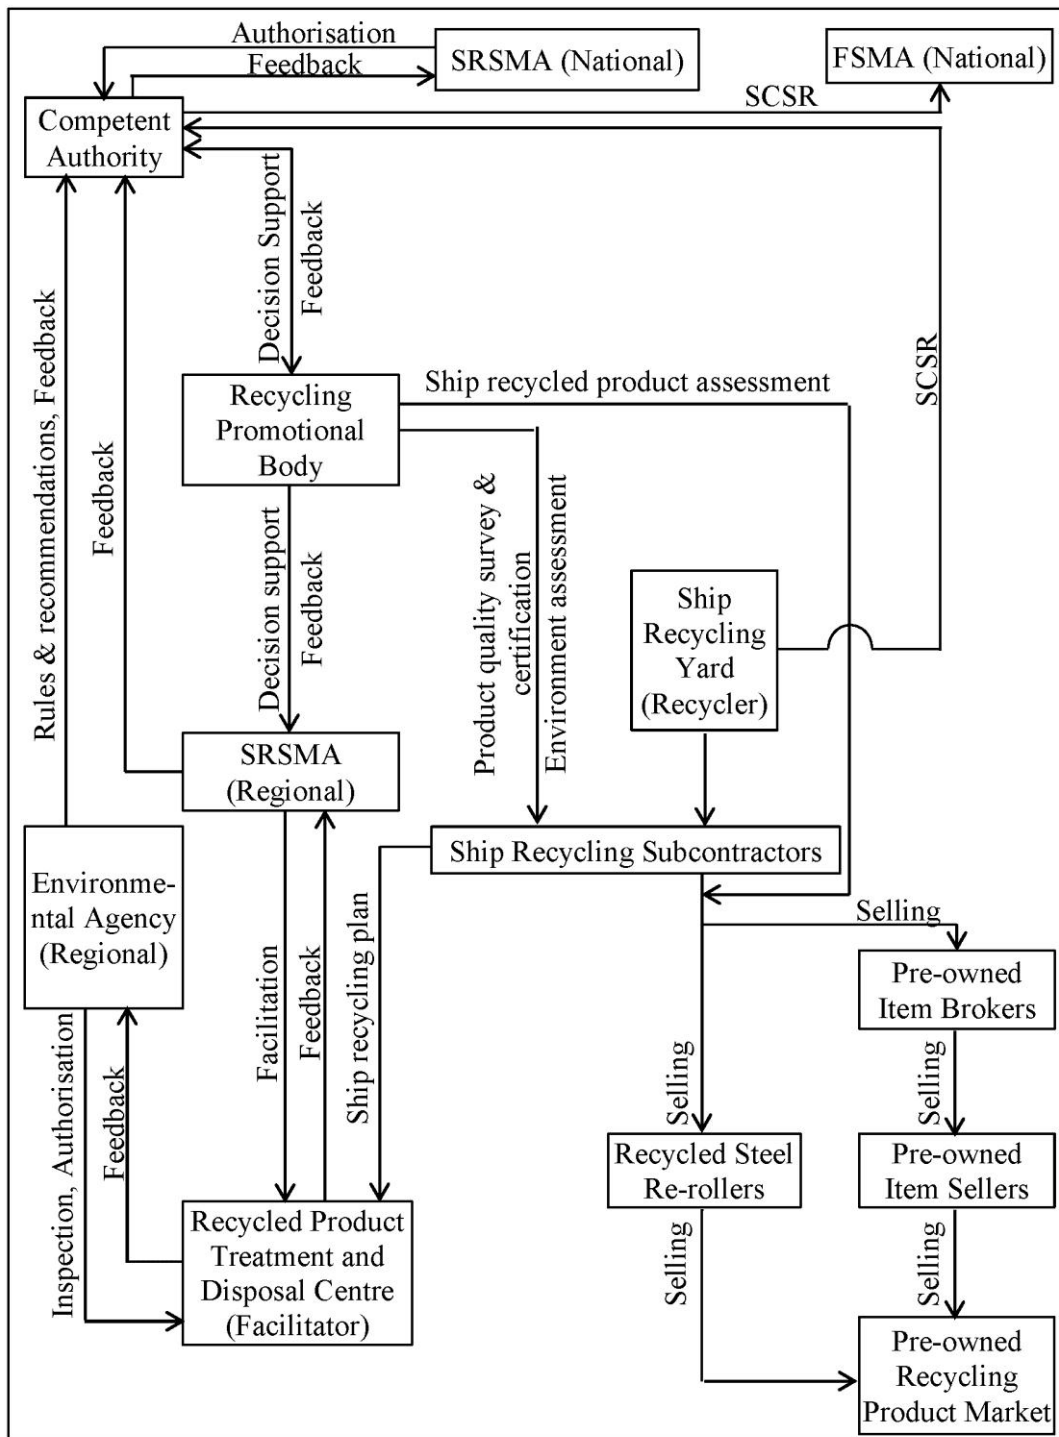 Authorisation
Feedback
SRSMA (National)
FSMA (National)
SCSR
Competent
Authority
Decision Support
Feedback
Rules & recommendations, Feedback
Feedback
SCSR
Recycling
Promotional
Body
Ship recycled product assessment
Product quality survey &
certification
Environment assessment
Decision support
Feedback
Ship
Recycling
Yard
(Recycler)
SRSMA
(Regional)
Ship Recycling Subcontractors
Environme-
ntal Agency
(Regional)
Selling
Pre-owned
Item Brokers
Facilitation
Feedback
Ship recycling plan
Inspection, Authorisation
Feedback
Selling
Selling
Recycled Steel
Re-rollers
Pre-owned
Item Sellers
Recycled Product
Treatment and
Disposal Centre
(Facilitator)
Selling
Selling
Pre-owned
Recycling
Product Market